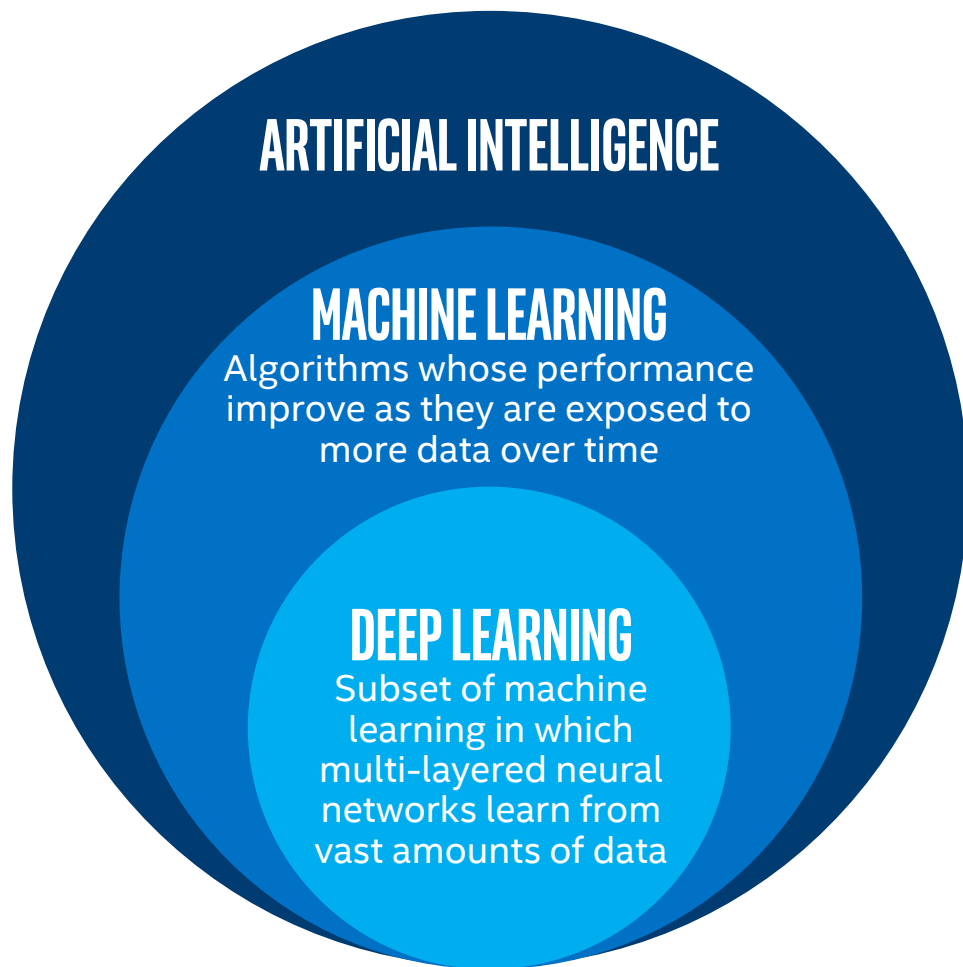 ARTIFICIAL INTELLIGENCE
MACHINE LEARNING
Algorithms whose performance
improve as they are exposed to
more data over time
DEEP LEARNING
Subset of machine
learning in which
multi-layered neural
networks learn from
vast amounts of data